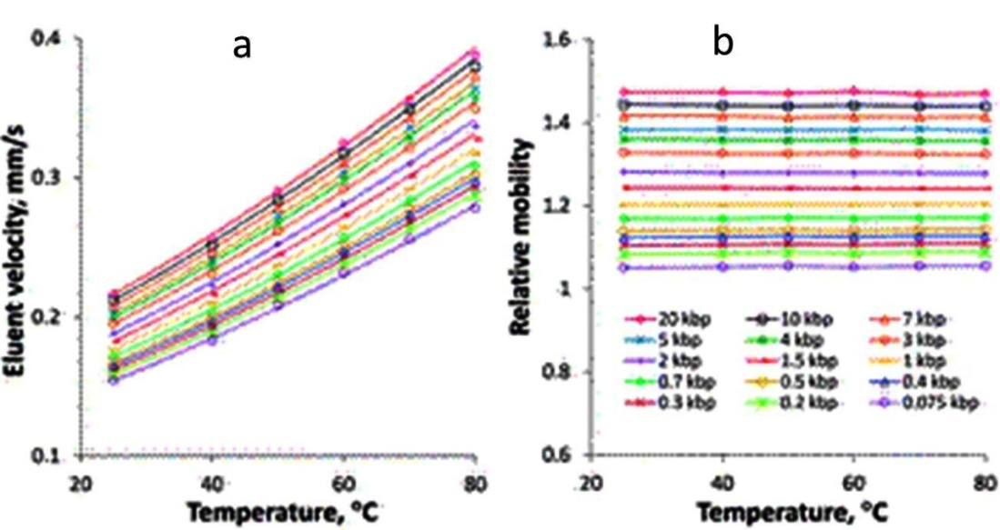 a
b
0.4
0.3
0.2
0.1
20 40 60 80
Eluent velocity, mm/s
Temperature, °C
1.6
1.4
1.2
1
0.8
0.6
20 40 60 80
Relative mobility
Temperature, °C
20 kbp 10 kbp 7 kbp
5 kbp 4 kbp 3 kbp
2 kbp 1.5 kbp 1 kbp
0.7 kbp 0.5 kbp 0.4 kbp
0.3 kbp 0.2 kbp 0.075 kbp